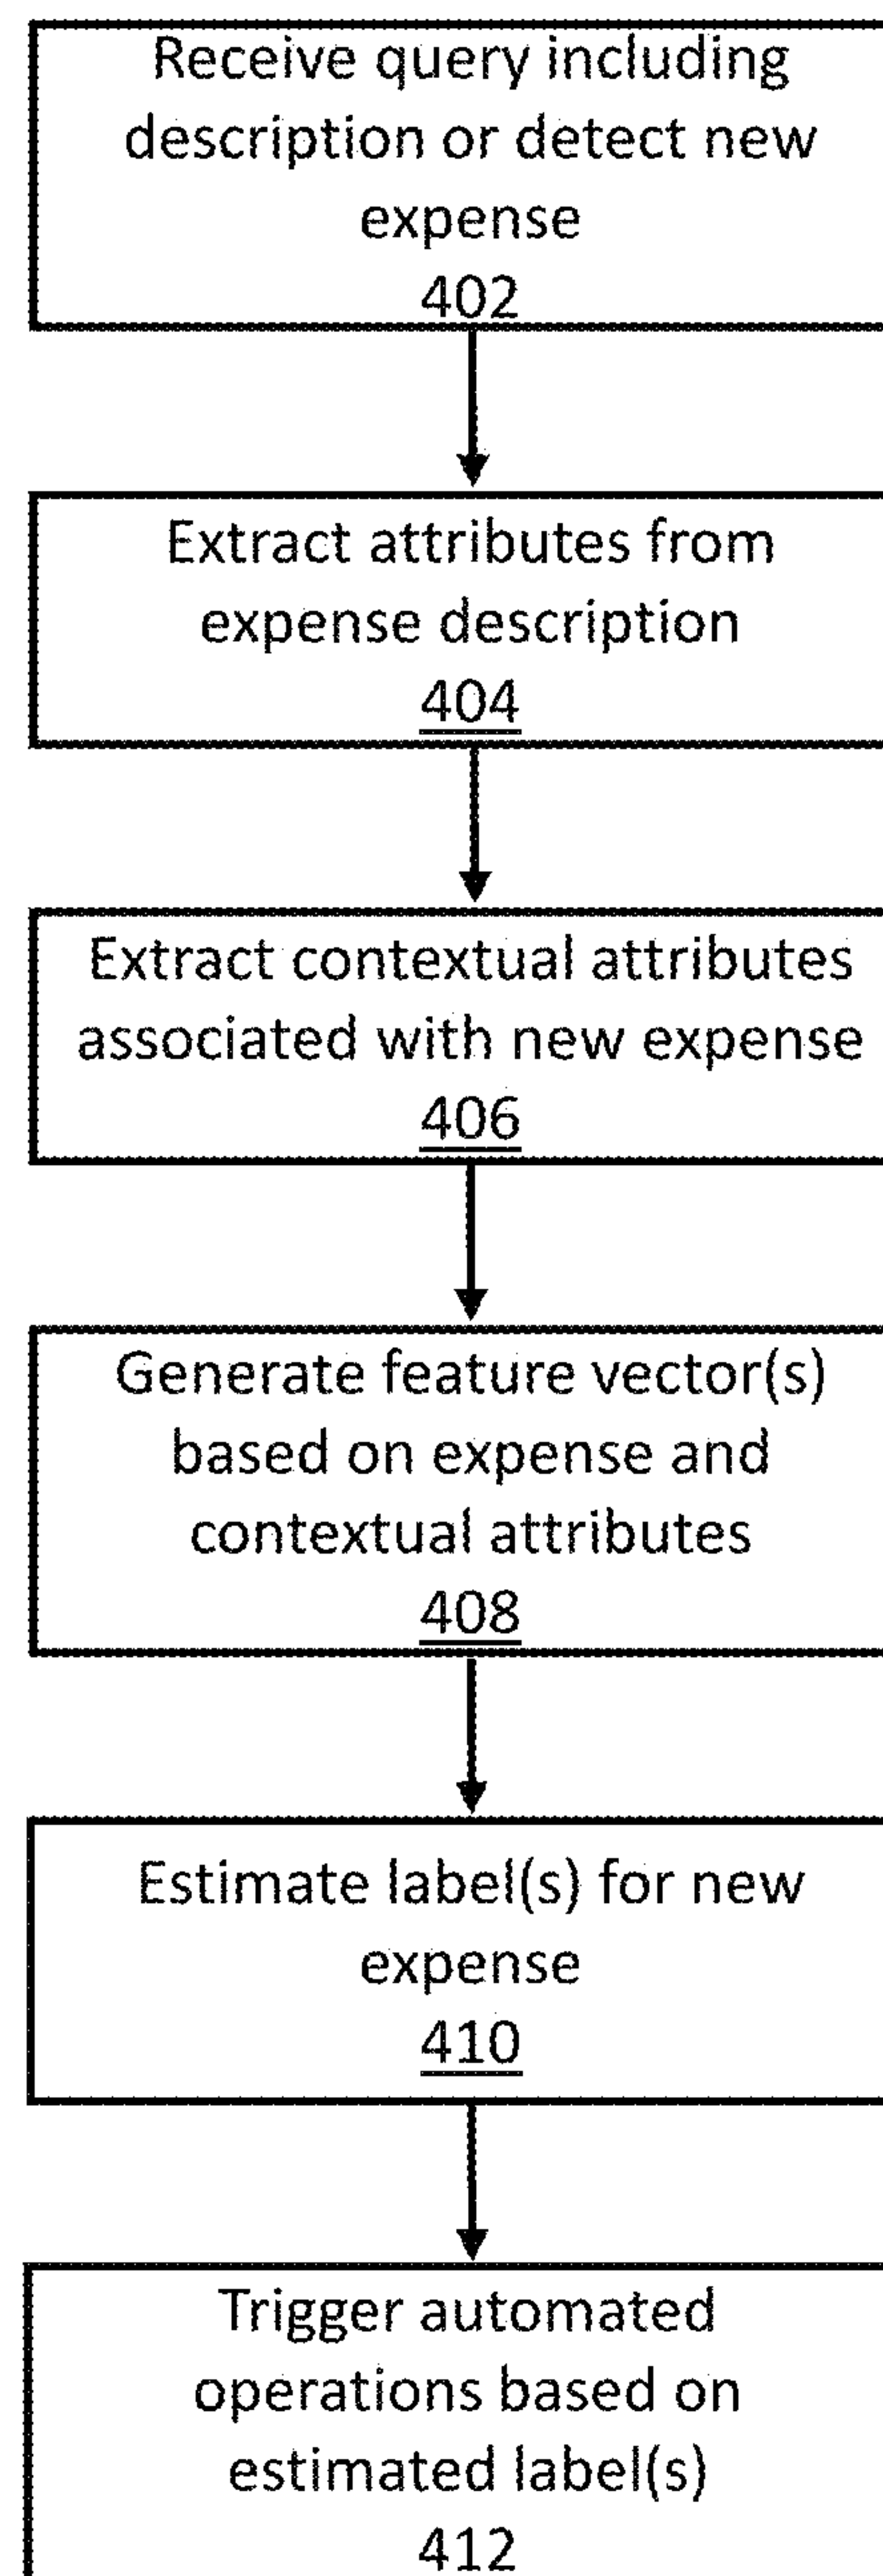 Receive query including
description or detect new
expense
402
Extract attributes from
expense description
404
Extract contextual attributes
associated with new expense
406
Generate feature vector(s)
based on expense and
contextual attributes
408
Estimate label(s) for new
expense
410
Trigger automated
operations based on
estimated label(s)
412